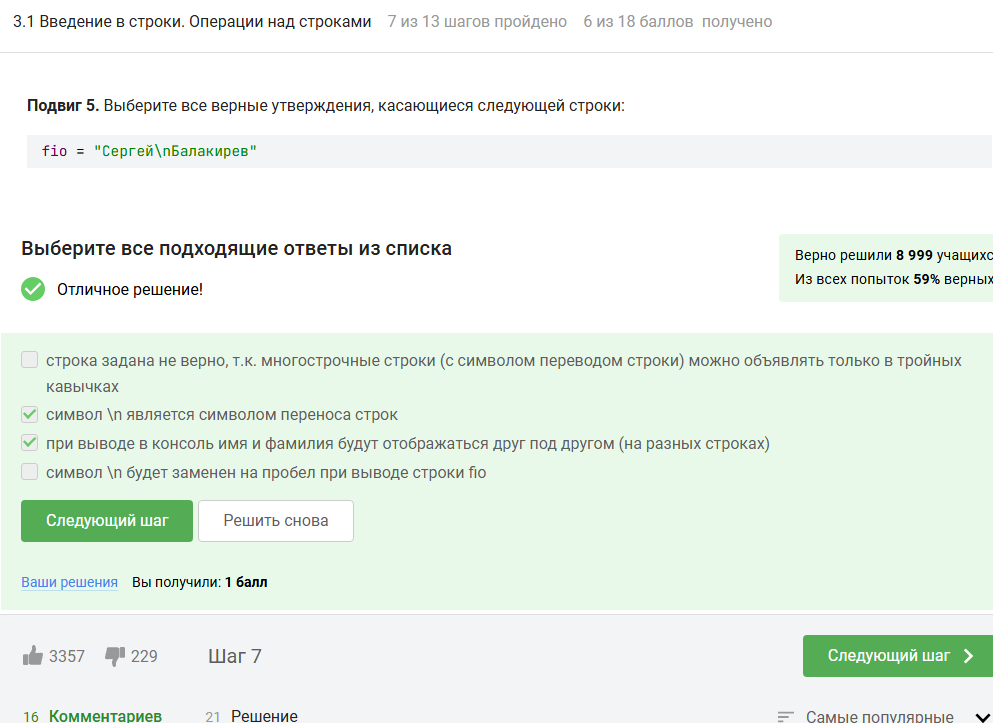 3.1 Введение в строки. Операции над строками 7 из 13 шагов пройдено 6 из 18 баллов получено
Подвиг 5. Выберите все верные утверждения, касающиеся следующей строки:
fio = "Сергей\nБалакирев"
Выберите все подходящие ответы из списка
Верно решили 8 999 учащихс
Из всех попыток 59% верных
Отличное решение!
строка задана не верно, т.к. многострочные строки (с символом переводом строки) можно объявлять только в тройных
кавычках
символ \n является символом переноса строк
при выводе в консоль имя и фамилия будут отображаться друг под другом (на разных строках)
символ \n будет заменен на пробел при выводе строки fio
Следующий шаг Решить снова
Ваши решения Вы получили: 1 балл
3357 229 Шаг 7 Следующий шаг
16 Комментариев 21 Решение Самые популярные